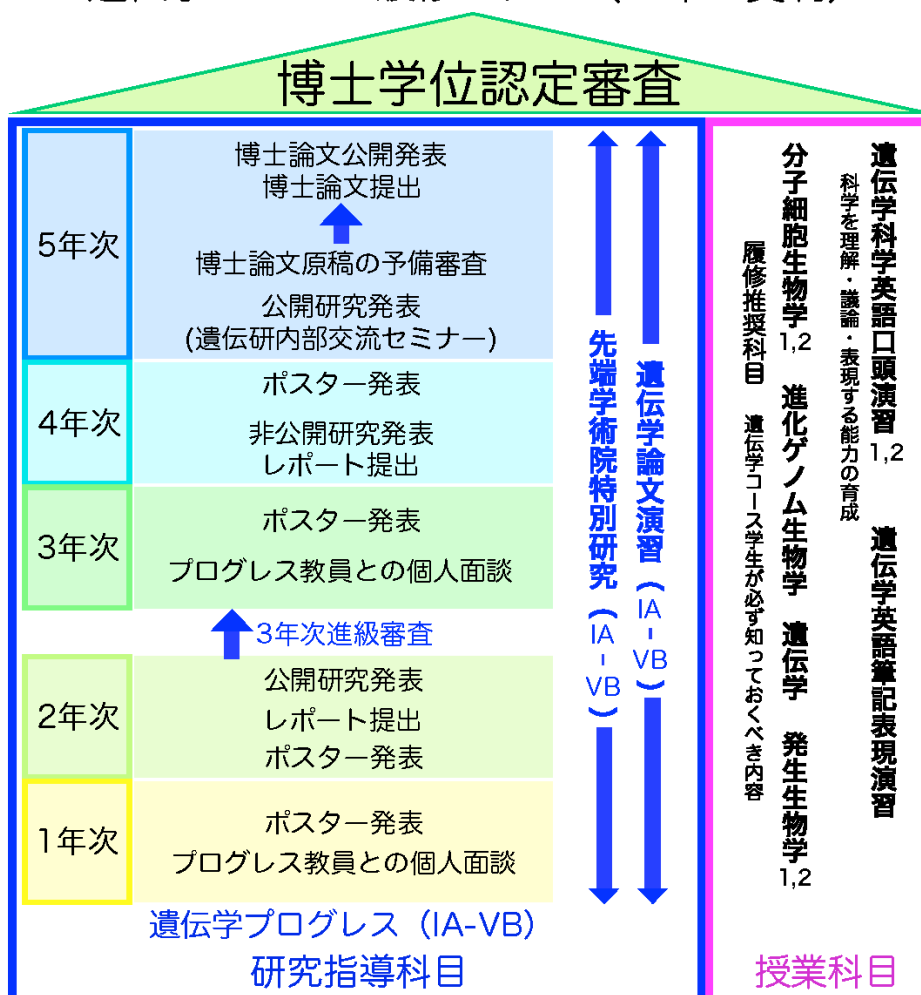 博士学位認定審査
5年次
博士論文公開発表
博士論文提出
博士論文原稿の予備審査
公開研究発表
(遺伝研内部交流セミナー)
4年次
ポスター発表
非公開研究発表
レポート提出
3年次
ポスター発表
プログレス教員との個人面談
3年次進級審査
2年次
公開研究発表
レポート提出
ポスター発表
1年次
ポスター発表
プログレス教員との個人面談
遺伝学プログレス（IA-VB）
研究指導科目
先端学術院特別研究（IA-VB）
遺伝学論文演習（IA-VB）
遺伝学科学英語口頭演習1,2 遺伝学英語筆記表現演習
科学を理解・議論・表現する能力の育成
分子細胞生物学1,2 進化ゲノム生物学 遺伝学 発生生物学1,2
履修推奨科目 遺伝学コース学生が必ず知っておくべき内容
授業科目